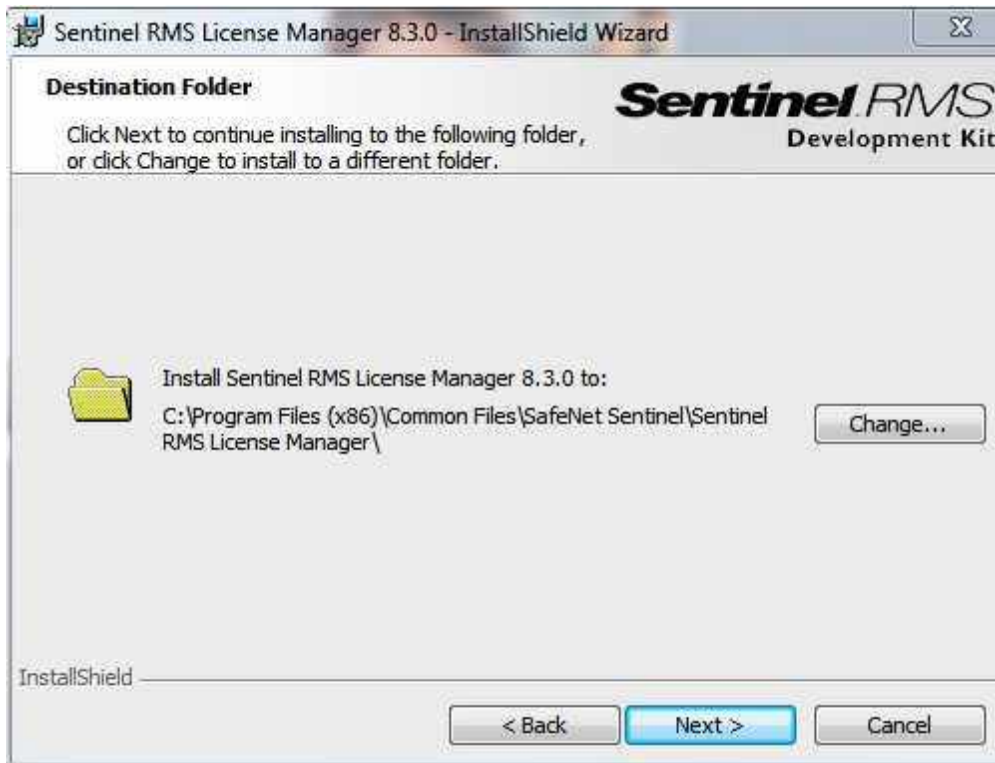 Sentinel RMS License Manager 8.3.0 - InstallShield Wizard
Destination Folder
Click Next to continue installing to the following folder,
or click Change to install to a different folder.
Sentinel RMS
Development Kit
Install Sentinel RMS License Manager 8.3.0 to:
C:\Program Files (x86)\Common Files\SafeNet Sentinel\Sentinel
RMS License Manager\
Change...
InstallShield
< Back
Next >
Cancel